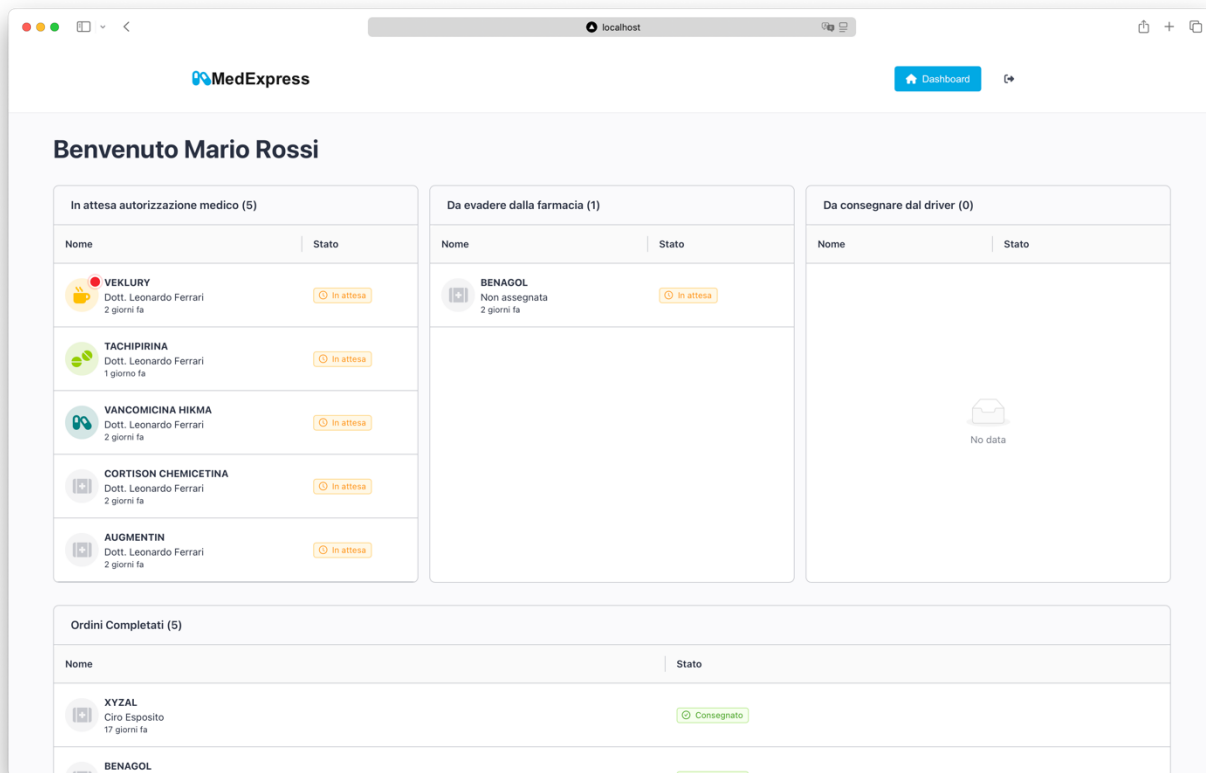 localhost
MedExpress
Dashboard
Benvenuto Mario Rossi
In attesa autorizzazione medico (5)
Nome
Stato
VEKLURY
Dott. Leonardo Ferrari
2 giorni fa
In attesa
TACHIPIRINA
Dott. Leonardo Ferrari
1 giorno fa
In attesa
VANCOMICINA HIKMA
Dott. Leonardo Ferrari
2 giorni fa
In attesa
CORTISON CHEMICETINA
Dott. Leonardo Ferrari
2 giorni fa
In attesa
AUGMENTIN
Dott. Leonardo Ferrari
2 giorni fa
In attesa
Da evadere dalla farmacia (1)
Nome
Stato
BENAGOL
Non assegnata
2 giorni fa
In attesa
Da consegnare dal driver (0)
Nome
Stato
No data
Ordini Completati (5)
Nome
Stato
XYZAL
Ciro Esposito
17 giorni fa
Consegnato
BENAGOL